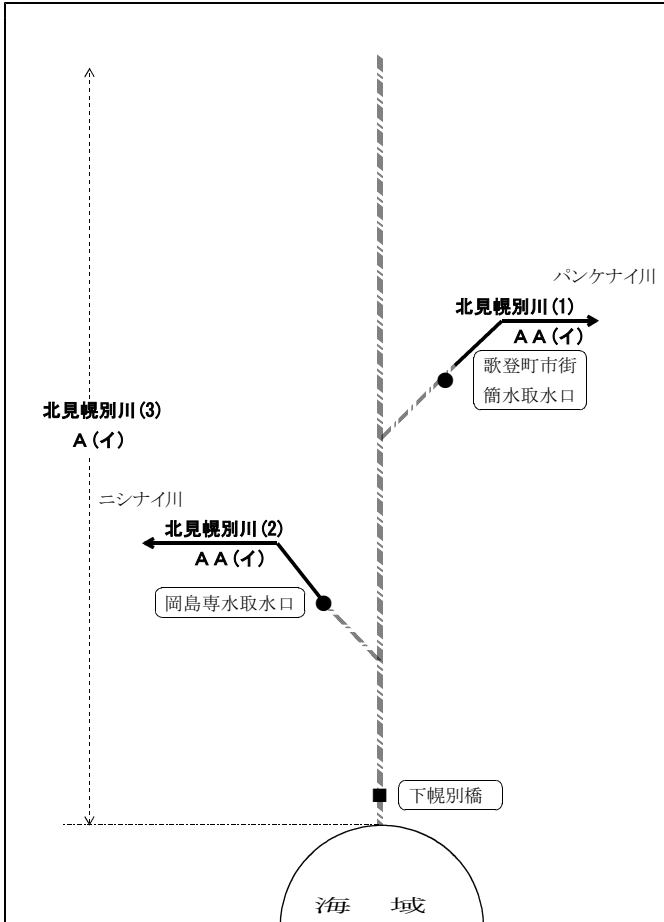 パンケナイ川
北見幌別川(1)
AA(イ)
歌登町市街
簡水取水口
北見幌別川(3)
A(イ)
ニシナイ川
北見幌別川(2)
AA(イ)
岡島専水取水口
下幌別橋
海 域